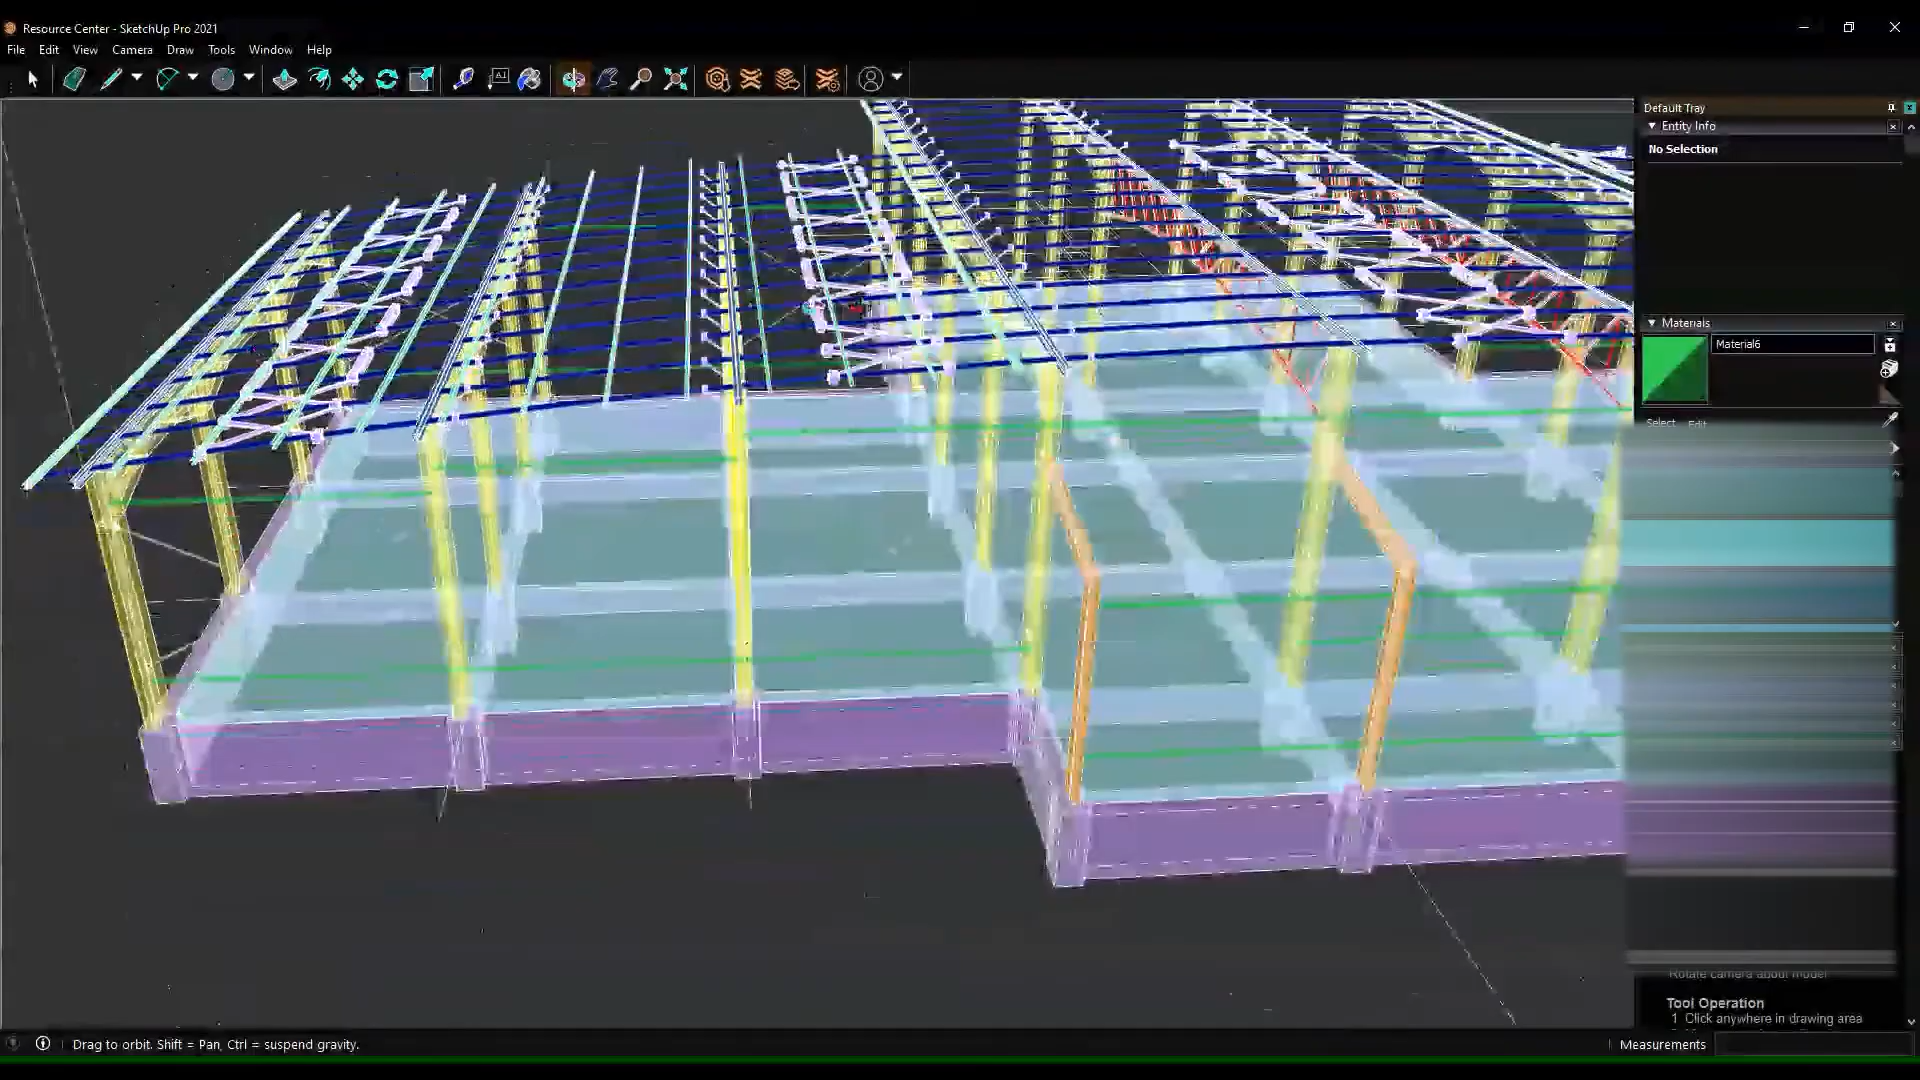 Resource Center - SketchUp Pro 2021
File Edit View Camera Draw Tools Window Help
Default Tray
Entity Info
No Selection
Materials
Material6
Select Edit
Rotate camera about model
Tool Operation
1 Click anywhere in drawing area
Drag to orbit. Shift = Pan, Ctrl = suspend gravity.
Measurements